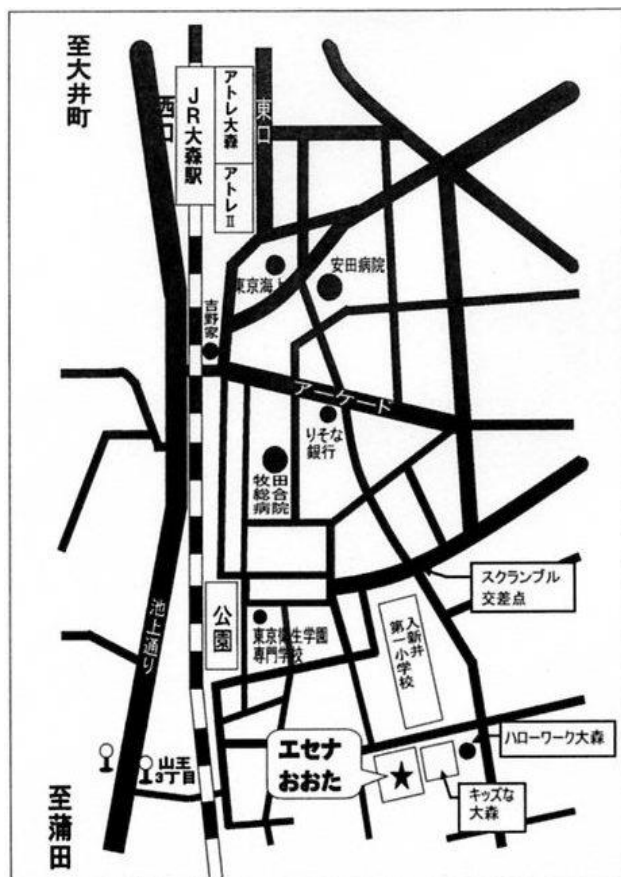 至大井町
西口
JR大森駅
アトレ大森
アトレⅡ
東口
東京海上
安田病院
吉野家
アーケード
りそな
銀行
牧田
総合
病院
スクランブル
交差点
公園
池上通り
東京衛生学園
専門学校
入新井
第一小学校
ハローワーク大森
エセナ
おおた
キッズな
大森
山王
3丁目
至蒲田